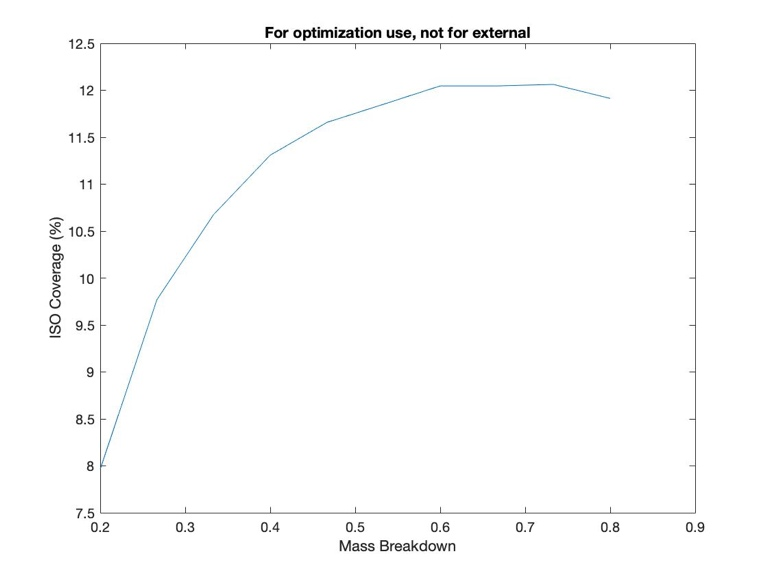 For optimization use, not for external
12.5
12
11.5
11
10.5
10
9.5
9
8.5
8
7.5
ISO Coverage (%)
0.2 0.3 0.4 0.5 0.6 0.7 0.8 0.9
Mass Breakdown